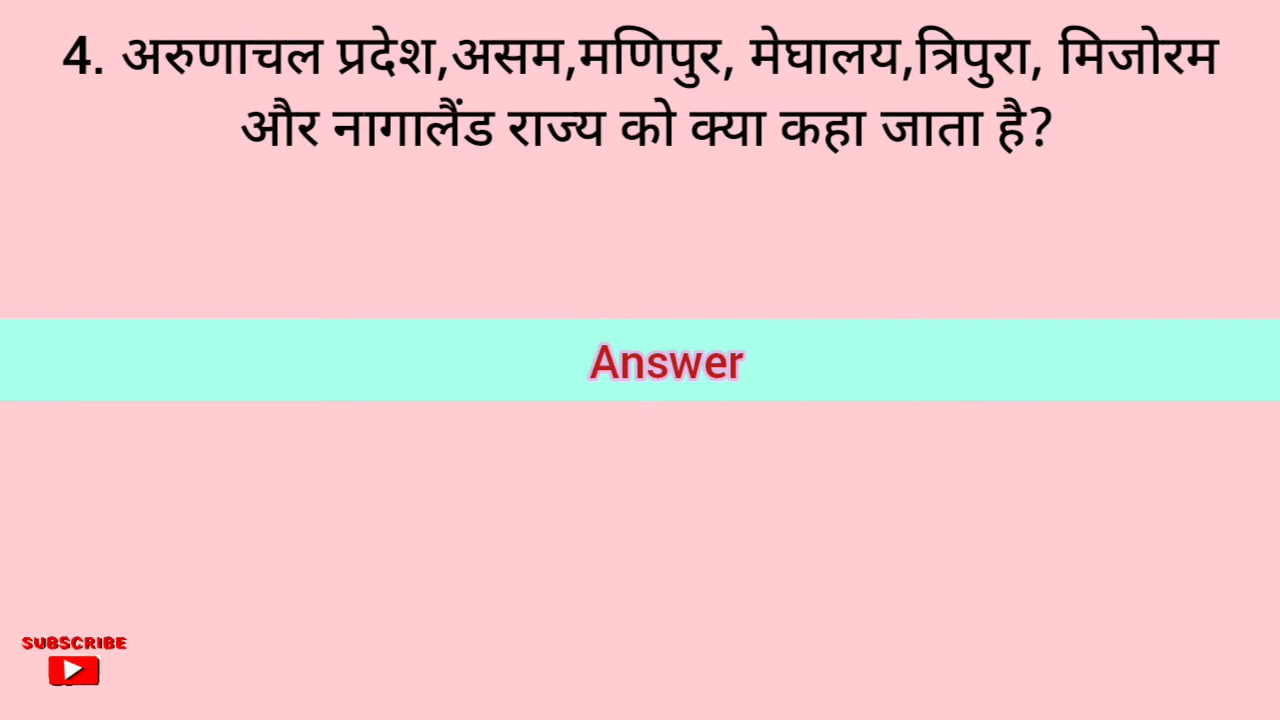 4. अरुणाचल प्रदेश,असम,मणिपुर, मेघालय,त्रिपुरा, मिजोरम
और नागालैंड राज्य को क्या कहा जाता है?
Answer
SUBSCRIBE